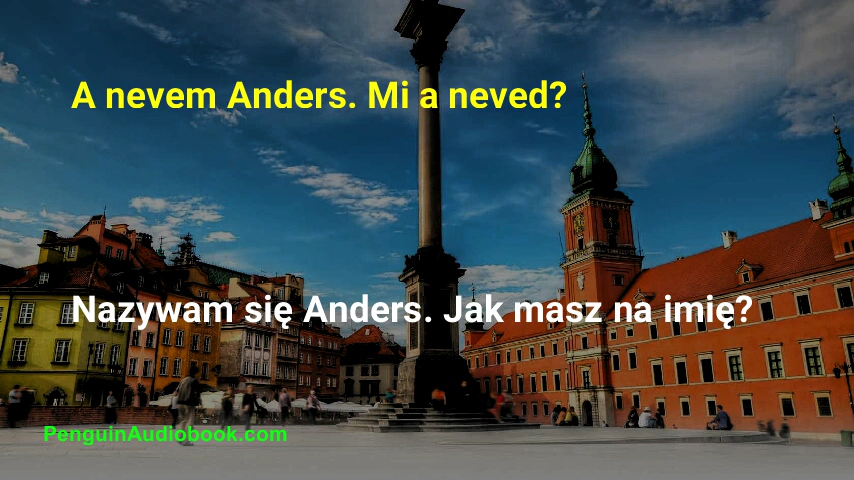 A nevem Anders. Mi a neved?
Nazywam się Anders. Jak masz na imię?
PenguinAudiobook.com